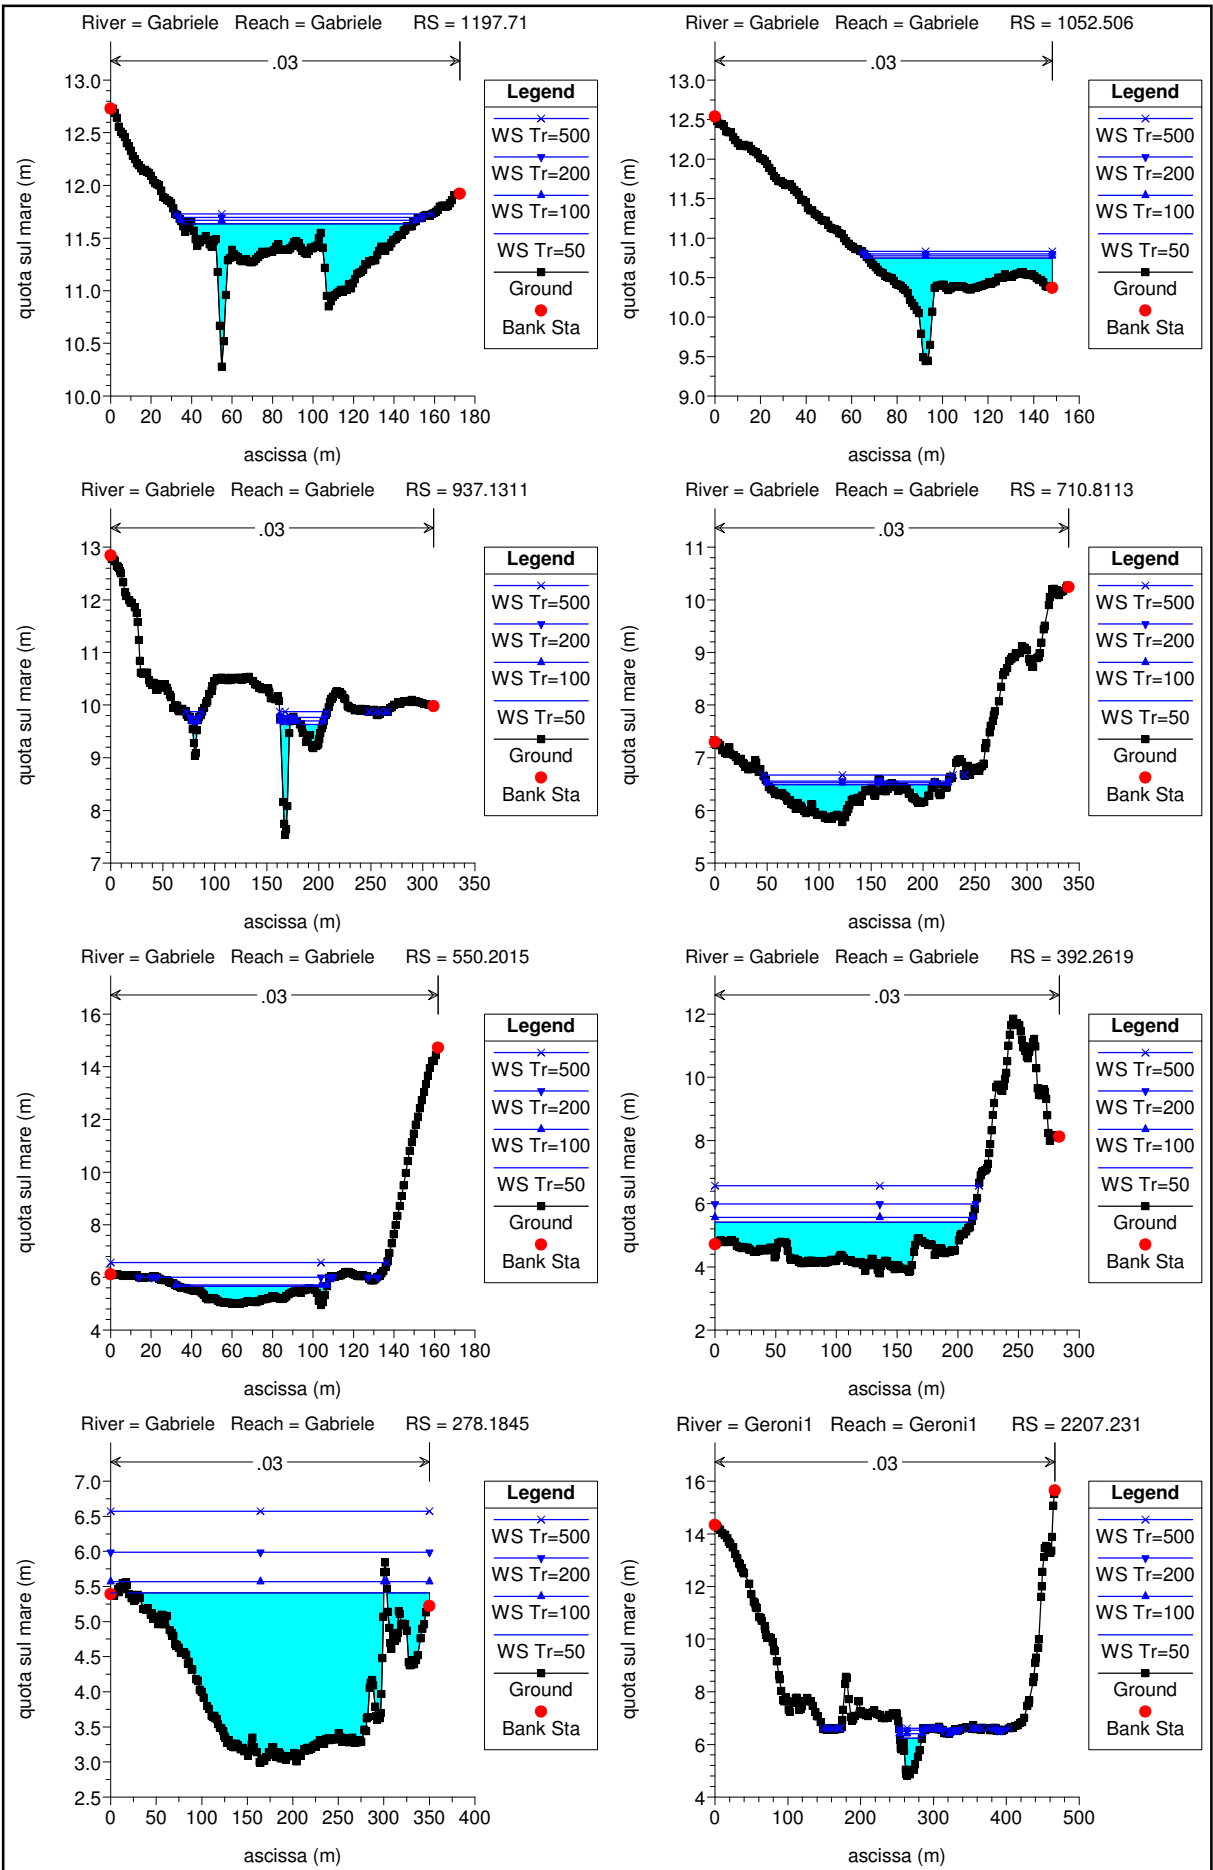 River = Gabriele Reach = Gabriele RS = 1197.71
.03
quota sul mare (m)
13.0
12.5
12.0
11.5
11.0
10.5
10.0
0 20 40 60 80 100 120 140 160 180
ascissa (m)
Legend
WS Tr=500
WS Tr=200
WS Tr=100
WS Tr=50
Ground
Bank Sta
River = Gabriele Reach = Gabriele RS = 1052.506
.03
quota sul mare (m)
13.0
12.5
12.0
11.5
11.0
10.5
10.0
9.5
9.0
0 20 40 60 80 100 120 140 160
ascissa (m)
Legend
WS Tr=500
WS Tr=200
WS Tr=100
WS Tr=50
Ground
Bank Sta
River = Gabriele Reach = Gabriele RS = 937.1311
.03
quota sul mare (m)
13
12
11
10
9
8
7
0 50 100 150 200 250 300 350
ascissa (m)
Legend
WS Tr=500
WS Tr=200
WS Tr=100
WS Tr=50
Ground
Bank Sta
River = Gabriele Reach = Gabriele RS = 710.8113
.03
quota sul mare (m)
11
10
9
8
7
6
5
0 50 100 150 200 250 300 350
ascissa (m)
Legend
WS Tr=500
WS Tr=200
WS Tr=100
WS Tr=50
Ground
Bank Sta
River = Gabriele Reach = Gabriele RS = 550.2015
.03
quota sul mare (m)
16
14
12
10
8
6
4
0 20 40 60 80 100 120 140 160 180
ascissa (m)
Legend
WS Tr=500
WS Tr=200
WS Tr=100
WS Tr=50
Ground
Bank Sta
River = Gabriele Reach = Gabriele RS = 392.2619
.03
quota sul mare (m)
12
10
8
6
4
2
0 50 100 150 200 250 300
ascissa (m)
Legend
WS Tr=500
WS Tr=200
WS Tr=100
WS Tr=50
Ground
Bank Sta
River = Gabriele Reach = Gabriele RS = 278.1845
.03
quota sul mare (m)
7.0
6.5
6.0
5.5
5.0
4.5
4.0
3.5
3.0
2.5
0 50 100 150 200 250 300 350 400
ascissa (m)
Legend
WS Tr=500
WS Tr=200
WS Tr=100
WS Tr=50
Ground
Bank Sta
River = Geroni1 Reach = Geroni1 RS = 2207.231
.03
quota sul mare (m)
16
14
12
10
8
6
4
0 100 200 300 400 500
ascissa (m)
Legend
WS Tr=500
WS Tr=200
WS Tr=100
WS Tr=50
Ground
Bank Sta